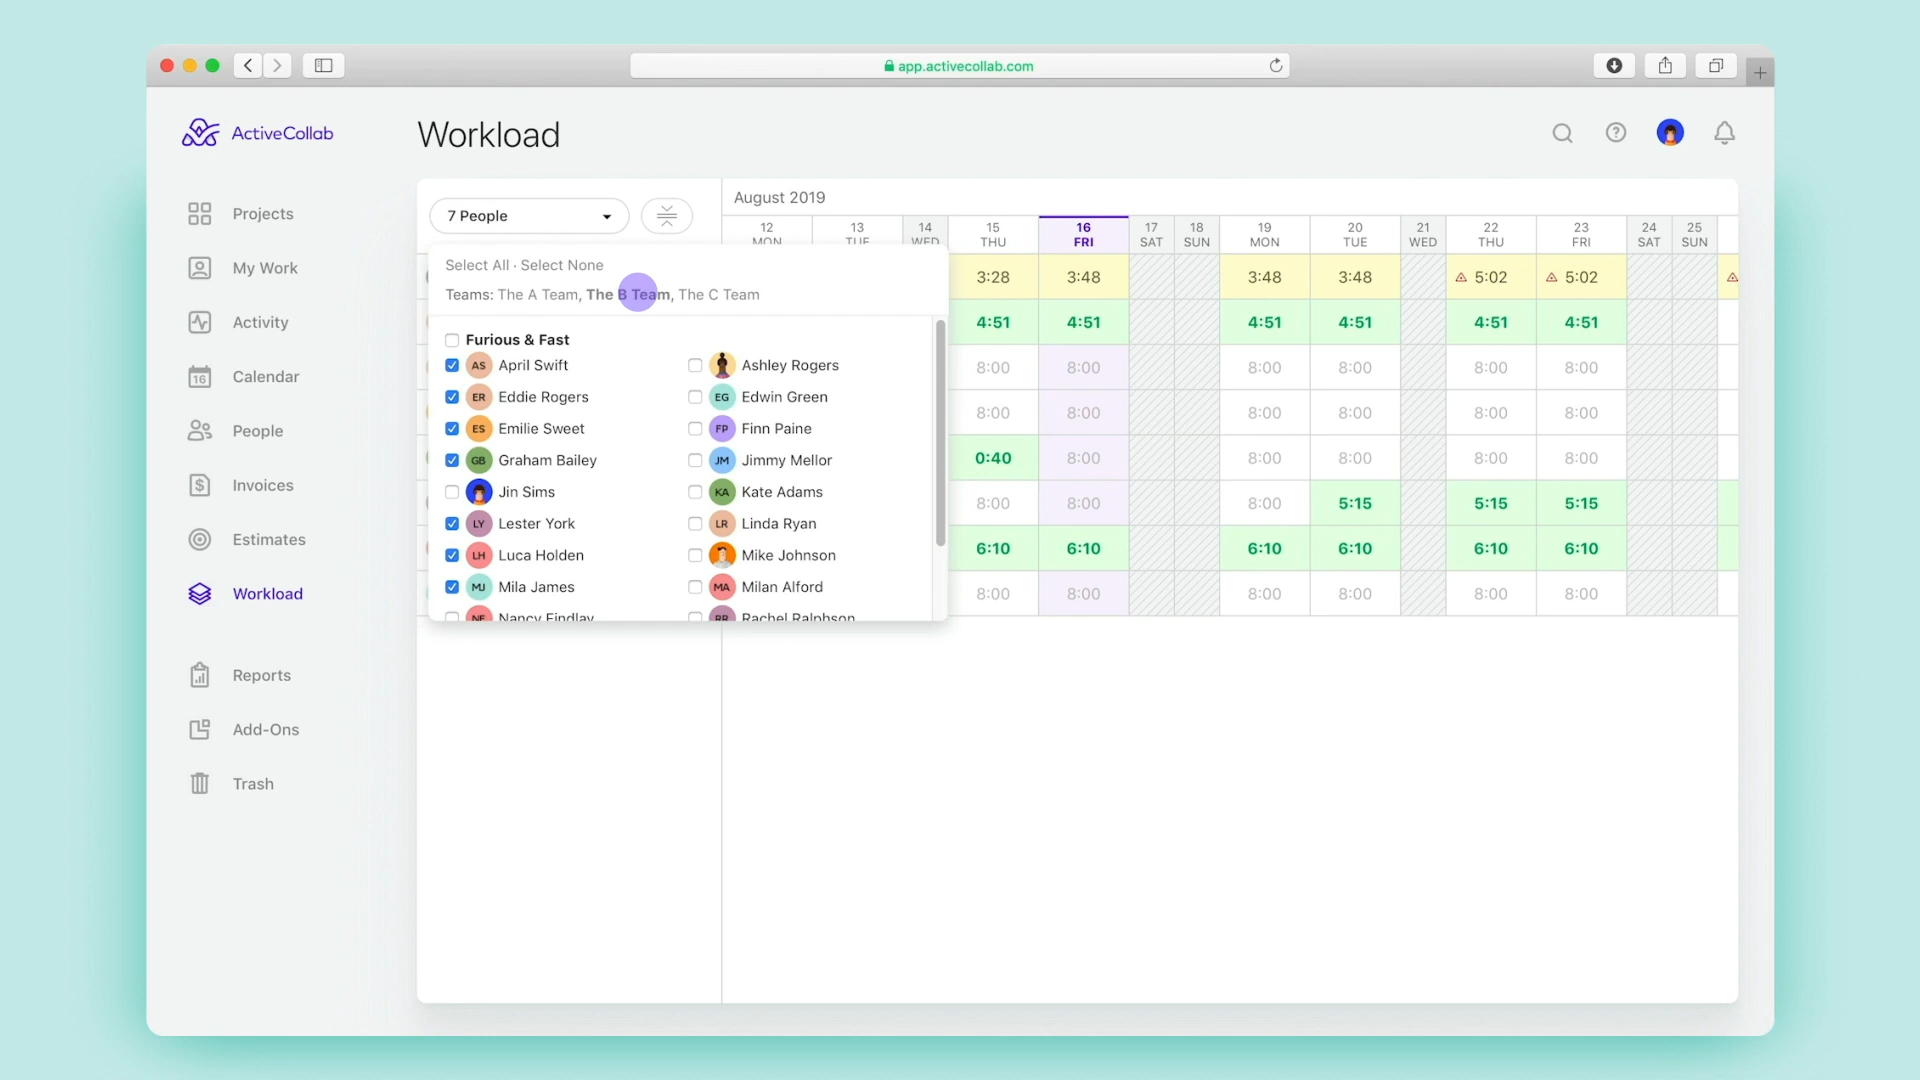 app.activecollab.com
ActiveCollab
Workload
Projects
My Work
Activity
16
Calendar
People
Invoices
Estimates
Workload
Reports
Add-Ons
Trash
7 People
August 2019
12 MON 13 TUE 14 WED 15 THU 16 FRI 17 SAT 18 SUN 19 MON 20 TUE 21 WED 22 THU 23 FRI 24 SAT 25 SUN
Select All · Select None
Teams: The A Team, The B Team, The C Team
Furious & Fast
AS April Swift
Ashley Rogers
ER Eddie Rogers
EG Edwin Green
ES Emilie Sweet
FP Finn Paine
GB Graham Bailey
JM Jimmy Mellor
Jin Sims
KA Kate Adams
LY Lester York
LR Linda Ryan
LH Luca Holden
Mike Johnson
MJ Mila James
MA Milan Alford
NF Nancy Findlay
RR Rachel Ralphson
3:28 3:48 3:48 3:48 5:02 5:02
4:51 4:51 4:51 4:51 4:51 4:51
8:00 8:00 8:00 8:00 8:00 8:00
8:00 8:00 8:00 8:00 8:00 8:00
0:40 8:00 8:00 8:00 8:00 8:00
8:00 8:00 8:00 5:15 5:15 5:15
6:10 6:10 6:10 6:10 6:10 6:10
8:00 8:00 8:00 8:00 8:00 8:00